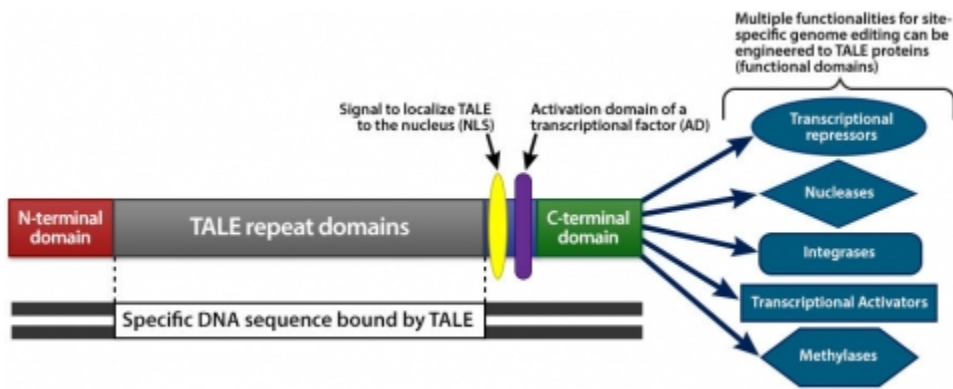 Multiple functionalities for site-
specific genome editing can be
engineered to TALE proteins
(functional domains)
Signal to localize TALE
to the nucleus (NLS)
Activation domain of a
transcriptional factor (AD)
Transcriptional
repressors
Nucleases
N-terminal
domain
TALE repeat domains
C-terminal
domain
Integrases
Transcriptional Activators
Specific DNA sequence bound by TALE
Methylases